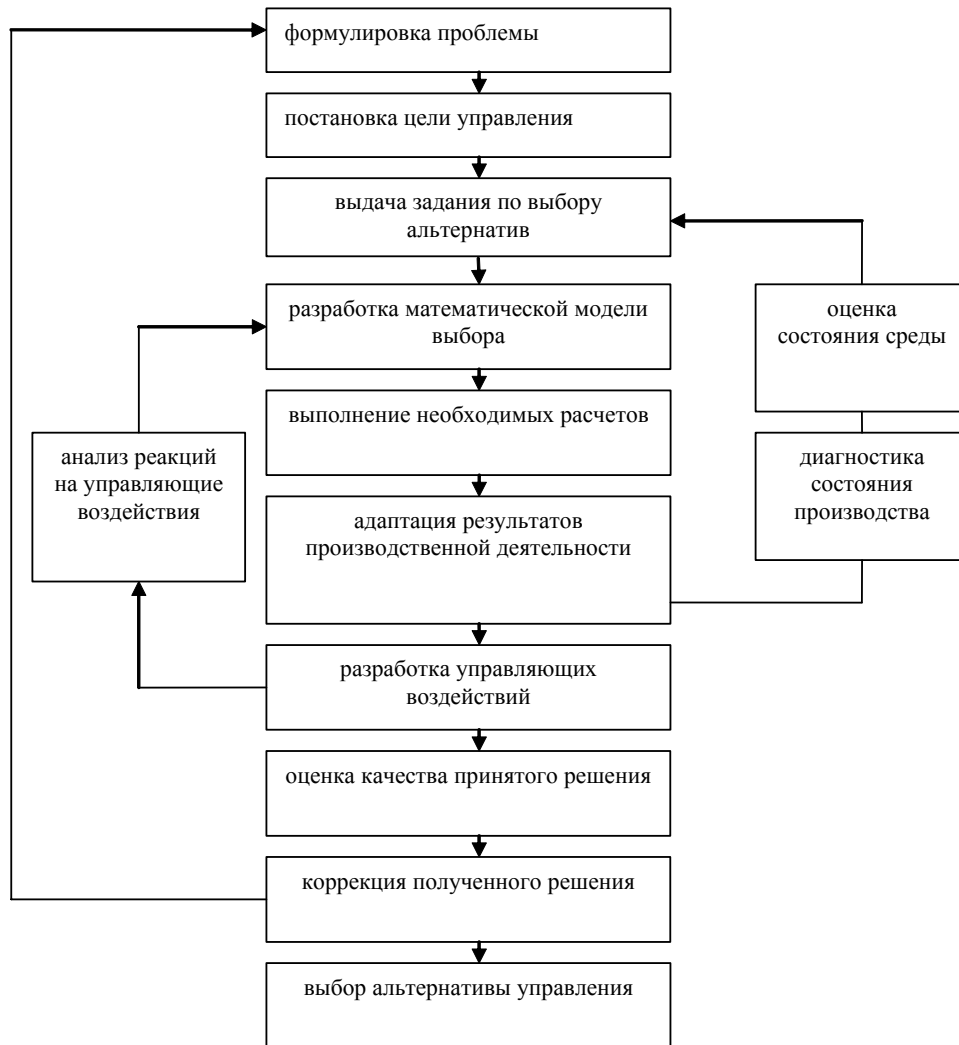 формулировка проблемы
постановка цели управления
выдача задания по выбору
альтернатив
разработка математической модели
выбора
оценка
состояния среды
выполнение необходимых расчетов
анализ реакций
на управляющие
воздействия
диагностика
состояния
производства
адаптация результатов
производственной деятельности
разработка управляющих
воздействий
оценка качества принятого решения
коррекция полученного решения
выбор альтернативы управления